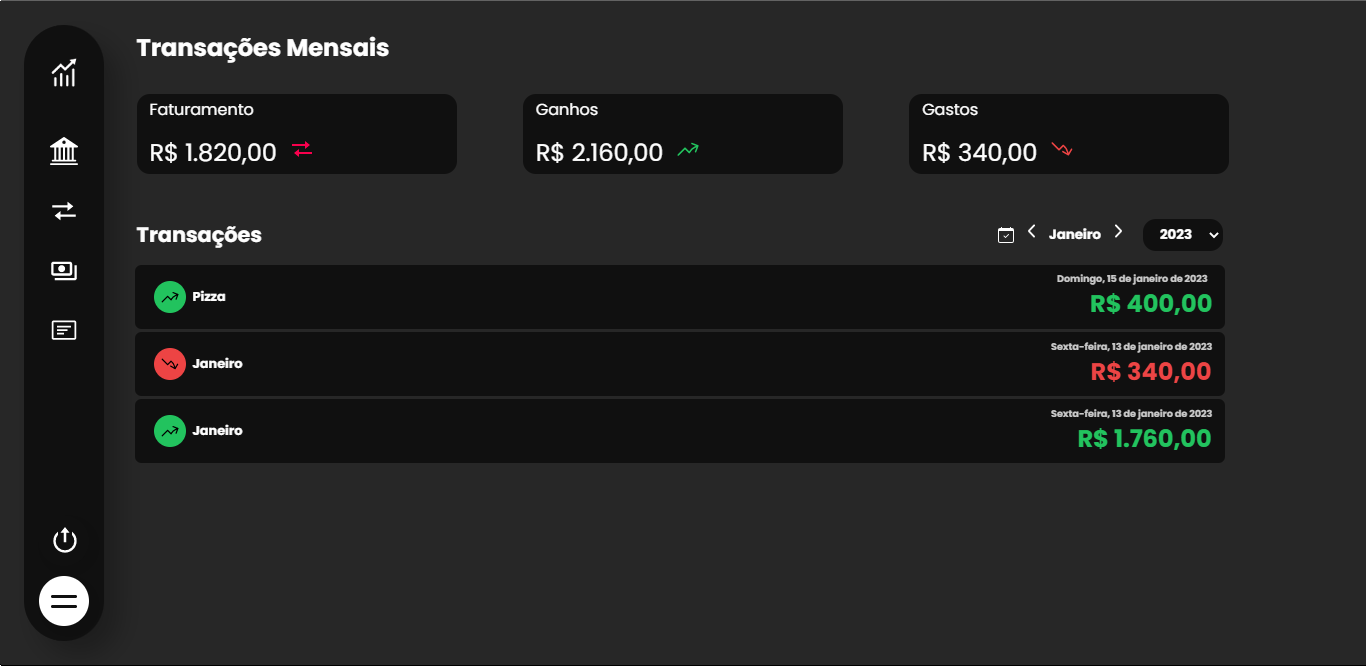 Transações Mensais
Faturamento
R$ 1.820,00
Ganhos
R$ 2.160,00
Gastos
R$ 340,00
Transações
Janeiro
2023
Pizza
Domingo, 15 de janeiro de 2023
R$ 400,00
Janeiro
Sexta-feira, 13 de janeiro de 2023
R$ 340,00
Janeiro
Sexta-feira, 13 de janeiro de 2023
R$ 1.760,00